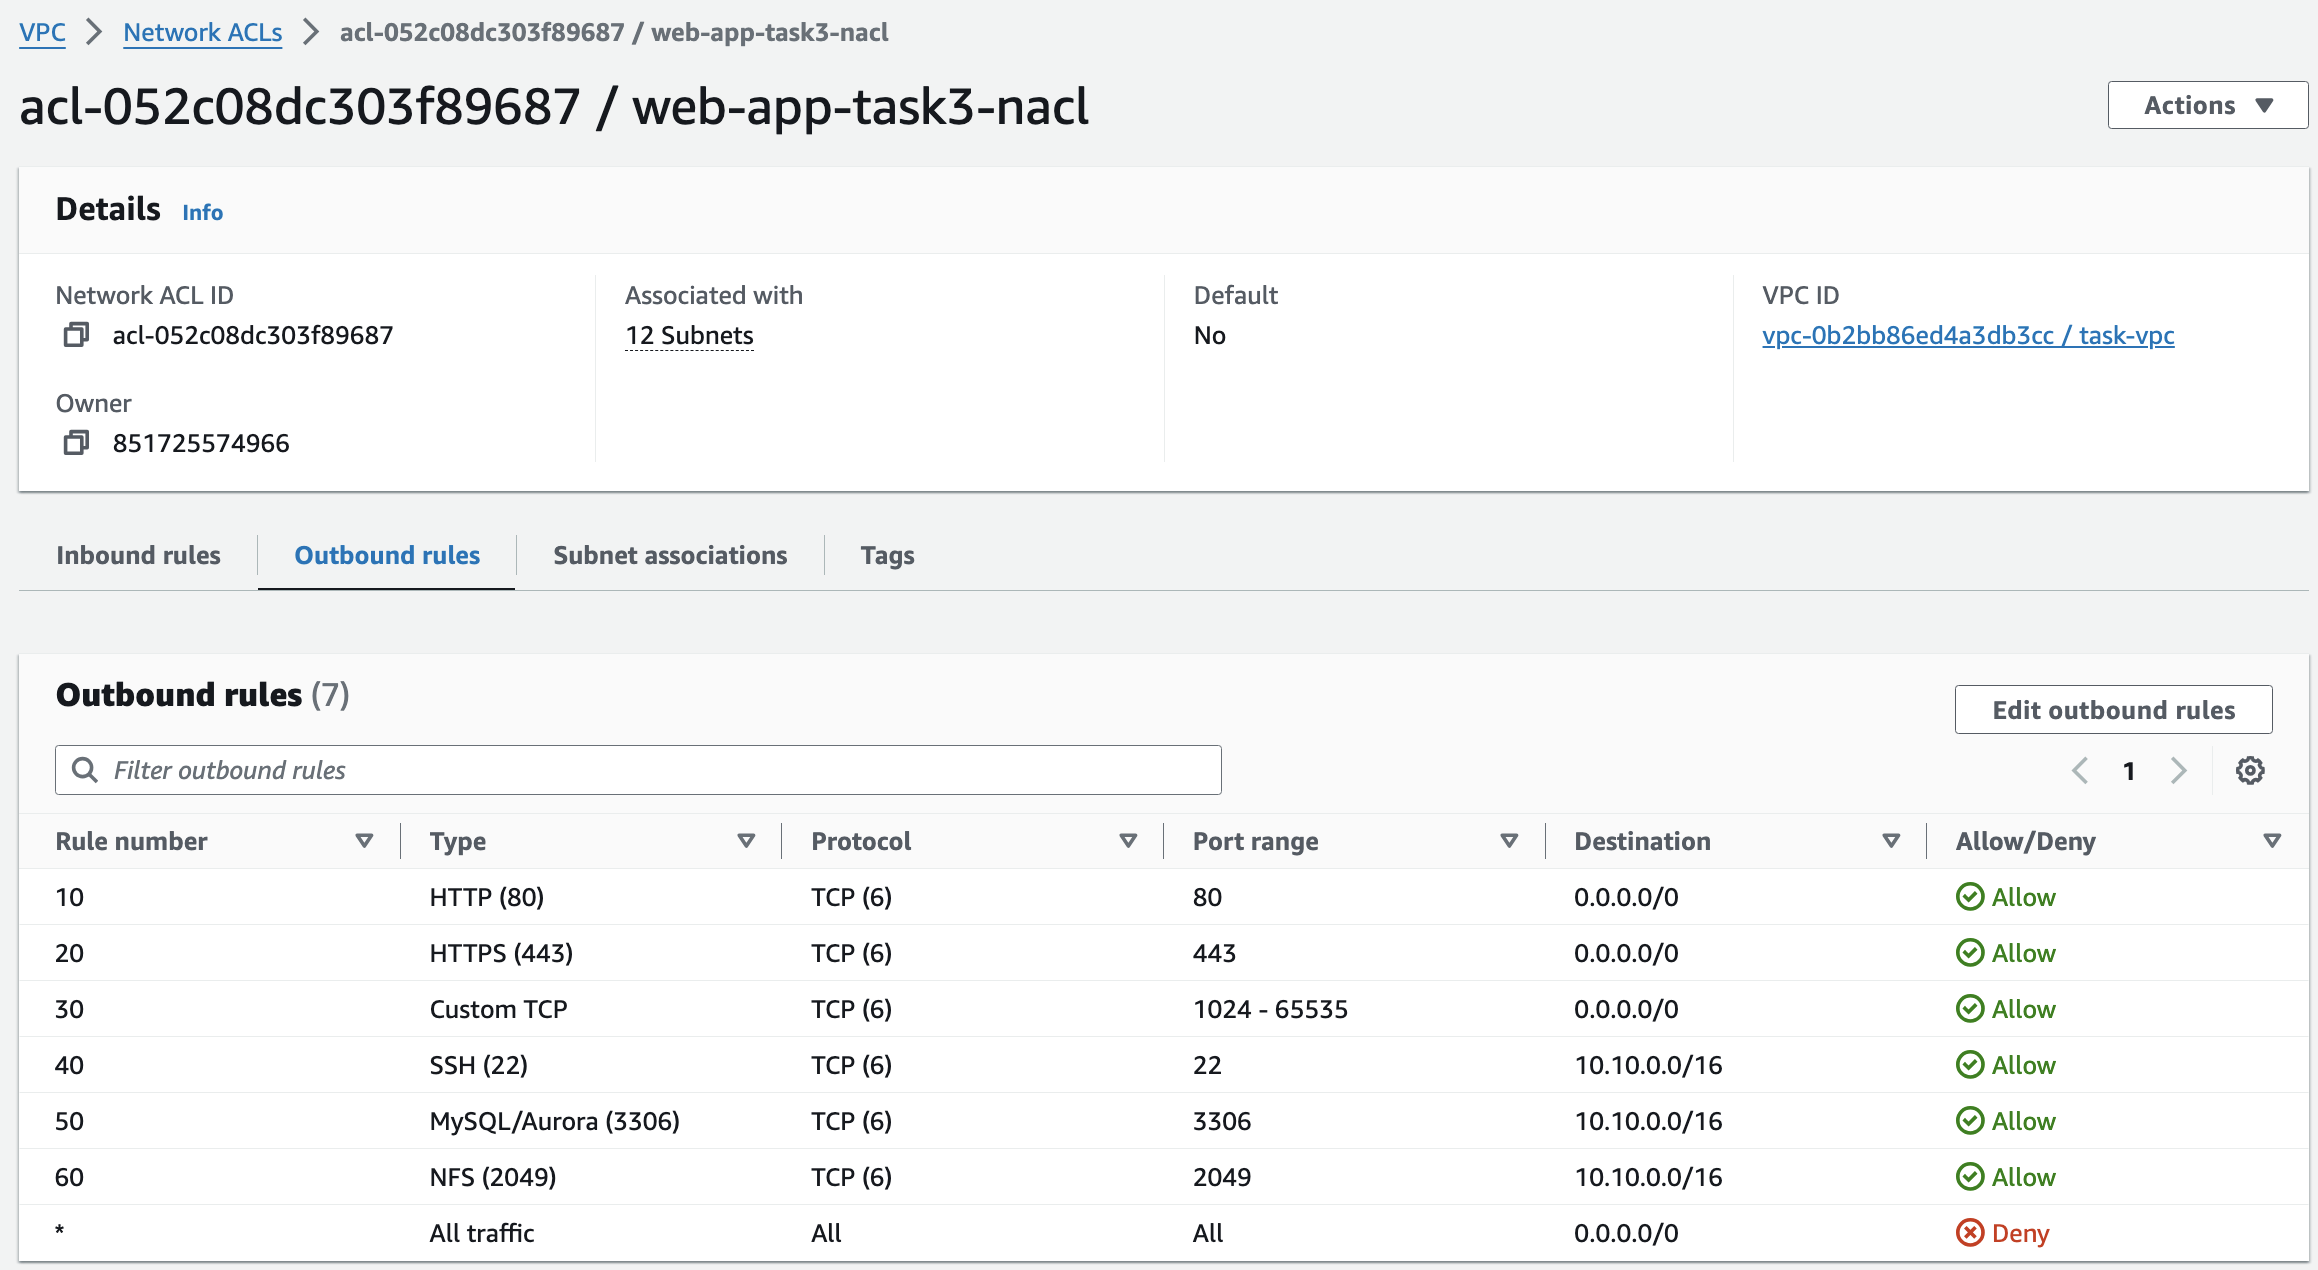 VPC > Network ACLs > acl-052c08dc303f89687 / web-app-task3-nacl
acl-052c08dc303f89687 / web-app-task3-nacl
Actions
Details Info
Network ACL ID
acl-052c08dc303f89687
Associated with
12 Subnets
Default
No
VPC ID
vpc-0b2bb86ed4a3db3cc / task-vpc
Owner
851725574966
Inbound rules Outbound rules Subnet associations Tags
Outbound rules (7)
Edit outbound rules
Filter outbound rules
1
Rule number Type Protocol Port range Destination Allow/Deny
10 HTTP (80) TCP (6) 80 0.0.0.0/0 Allow
20 HTTPS (443) TCP (6) 443 0.0.0.0/0 Allow
30 Custom TCP TCP (6) 1024 - 65535 0.0.0.0/0 Allow
40 SSH (22) TCP (6) 22 10.10.0.0/16 Allow
50 MySQL/Aurora (3306) TCP (6) 3306 10.10.0.0/16 Allow
60 NFS (2049) TCP (6) 2049 10.10.0.0/16 Allow
* All traffic All All 0.0.0.0/0 Deny